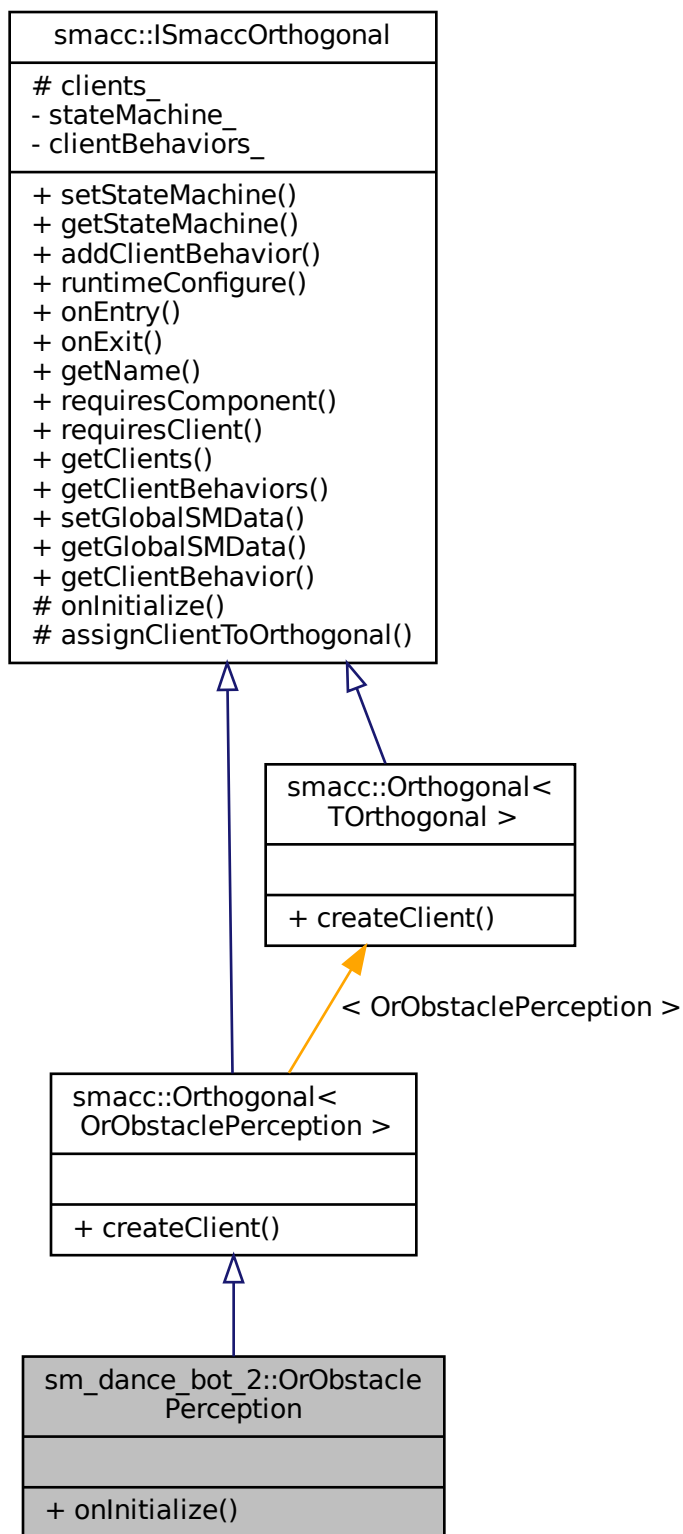 smacc::ISmaccOrthogonal
# clients_
- stateMachine_
- clientBehaviors_
+ setStateMachine()
+ getStateMachine()
+ addClientBehavior()
+ runtimeConfigure()
+ onEntry()
+ onExit()
+ getName()
+ requiresComponent()
+ requiresClient()
+ getClients()
+ getClientBehaviors()
+ setGlobalSMData()
+ getGlobalSMData()
+ getClientBehavior()
# onInitialize()
# assignClientToOrthogonal()
smacc::Orthogonal<
TOrthogonal >
+ createClient()
< OrObstaclePerception >
smacc::Orthogonal<
OrObstaclePerception >
+ createClient()
sm_dance_bot_2::OrObstacle
Perception
+ onInitialize()